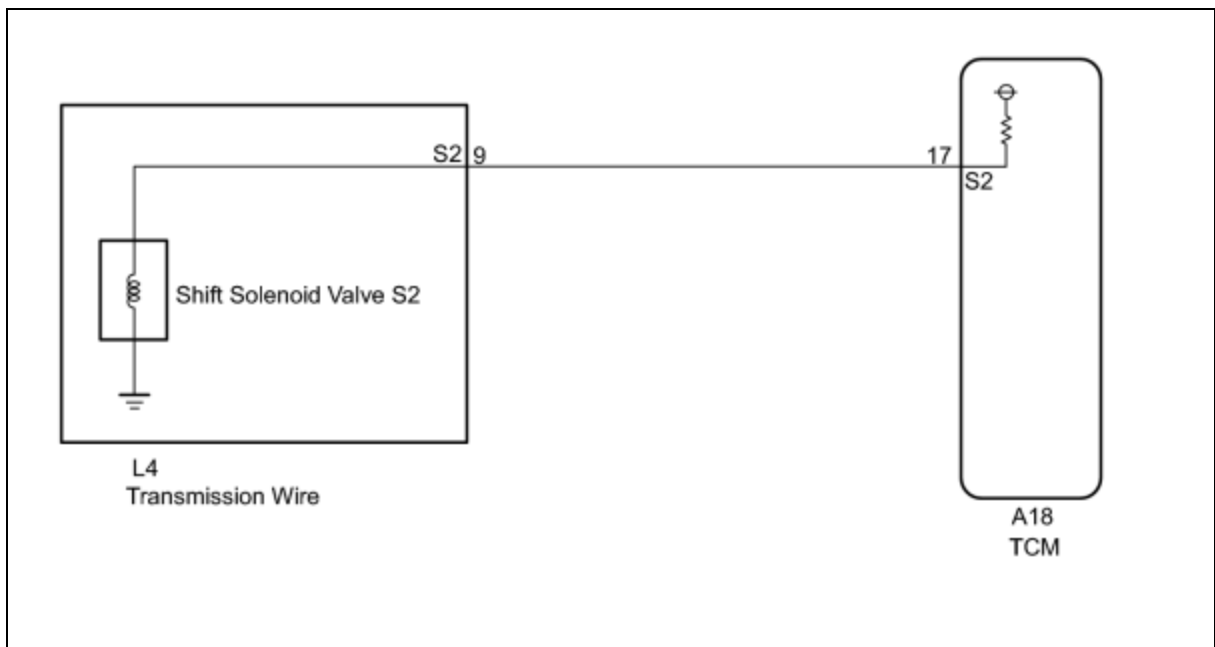 S2 9
17
S2
Shift Solenoid Valve S2
L4
Transmission Wire
A18
TCM